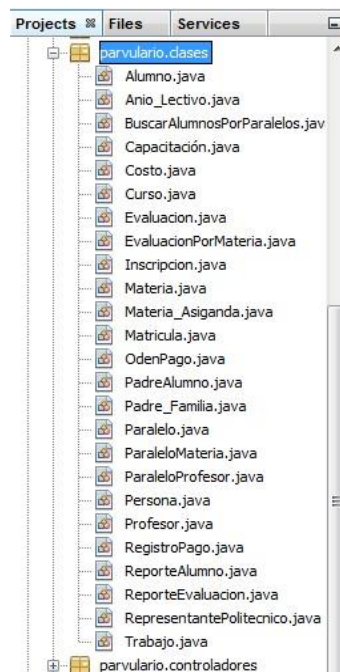 Projects Files Services
parvulario.clases
Alumno.java
Anio_Lectivo.java
BuscarAlumnosPorParalelos.jav
Capacitación.java
Costo.java
Curso.java
Evaluacion.java
EvaluacionPorMateria.java
Inscripcion.java
Materia.java
Materia_Asiganda.java
Matricula.java
OdenPago.java
PadreAlumno.java
Padre_Familia.java
Paralelo.java
ParaleloMateria.java
ParaleloProfesor.java
Persona.java
Profesor.java
RegistroPago.java
ReporteAlumno.java
ReporteEvaluacion.java
RepresentantePolitecnico.java
Trabajo.java
parvulario.controladores